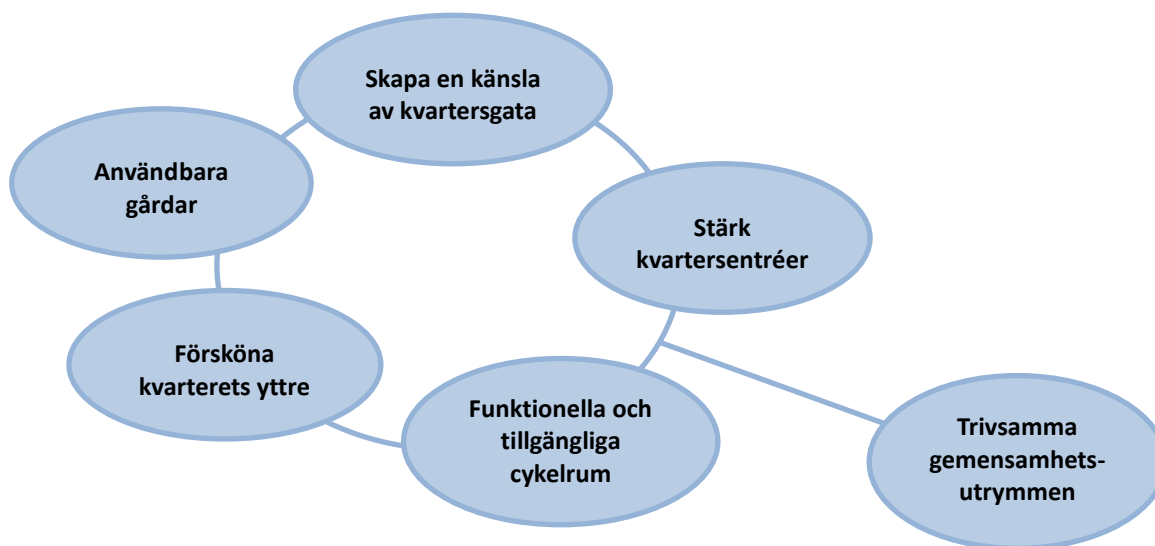 Skapa en känsla
av kvartersgata
Användbara
gårdar
Stärk
kvartersentréer
Försköna
kvarterets yttre
Funktionella och
tillgängliga
cykelrum
Trivsamma
gemensamhets-
utrymmen